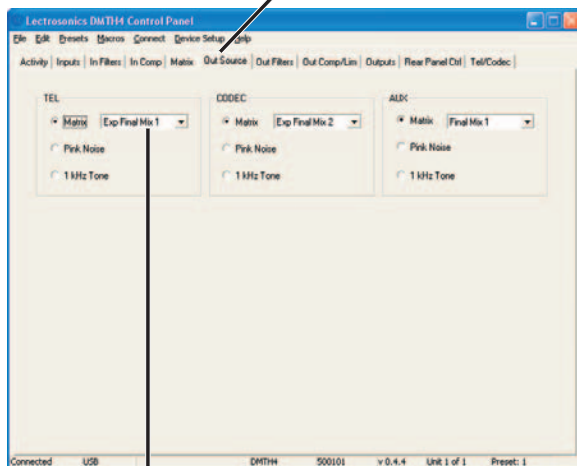 Lectrosonics DMTH4 Control Panel
File Edit Presets Macros Connect Device Setup Help
Activity Inputs In Filters In Comp Matrix Out Source Out Filters Out Comp/Lim Outputs Rear Panel Ctrl Tel/Codec
TEL CODEC AUX
Matrix Exp Final Mix 1 Matrix Exp Final Mix 2 Matrix Final Mix 1
Pink Noise Pink Noise Pink Noise
1 kHz Tone 1 kHz Tone 1 kHz Tone
Connected USB DMTH4 500101 v 0.4.4 Unit 1 of 1 Preset: 1